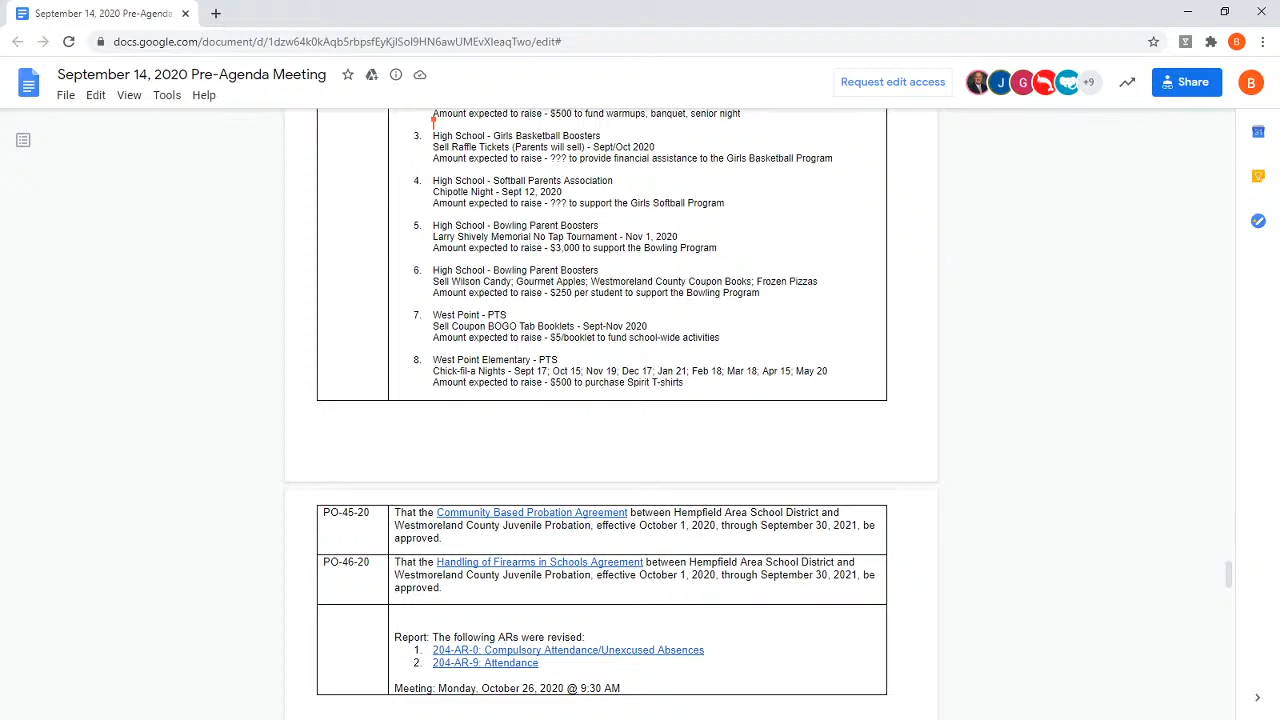 September 14, 2020 Pre-Agenda
docs.google.com/document/d/1dzw64k0kAqb5rbpsfEyKjlSol9HN6awUMEvXIeaqTwo/edit#
B
September 14, 2020 Pre-Agenda Meeting
File Edit View Tools Help
Request edit access
J
G
+9
Share
B
31
Amount expected to raise - $500 to fund warmups, banquet, senior night
3. High School - Girls Basketball Boosters
Sell Raffle Tickets (Parents will sell) - Sept/Oct 2020
Amount expected to raise - ??? to provide financial assistance to the Girls Basketball Program
4. High School - Softball Parents Association
Chipotle Night - Sept 12, 2020
Amount expected to raise - ??? to support the Girls Softball Program
5. High School - Bowling Parent Boosters
Larry Shively Memorial No Tap Tournament - Nov 1, 2020
Amount expected to raise - $3,000 to support the Bowling Program
6. High School - Bowling Parent Boosters
Sell Wilson Candy; Gourmet Apples; Westmoreland County Coupon Books; Frozen Pizzas
Amount expected to raise - $250 per student to support the Bowling Program
7. West Point - PTS
Sell Coupon BOGO Tab Booklets - Sept-Nov 2020
Amount expected to raise - $5/booklet to fund school-wide activities
8. West Point Elementary - PTS
Chick-fil-a Nights - Sept 17; Oct 15; Nov 19; Dec 17; Jan 21; Feb 18; Mar 18; Apr 15; May 20
Amount expected to raise - $500 to purchase Spirit T-shirts
PO-45-20 That the Community Based Probation Agreement between Hempfield Area School District and
Westmoreland County Juvenile Probation, effective October 1, 2020, through September 30, 2021, be
approved.
PO-46-20 That the Handling of Firearms in Schools Agreement between Hempfield Area School District and
Westmoreland County Juvenile Probation, effective October 1, 2020, through September 30, 2021, be
approved.
Report: The following ARs were revised:
1. 204-AR-0: Compulsory Attendance/Unexcused Absences
2. 204-AR-9: Attendance
Meeting: Monday, October 26, 2020 @ 9:30 AM